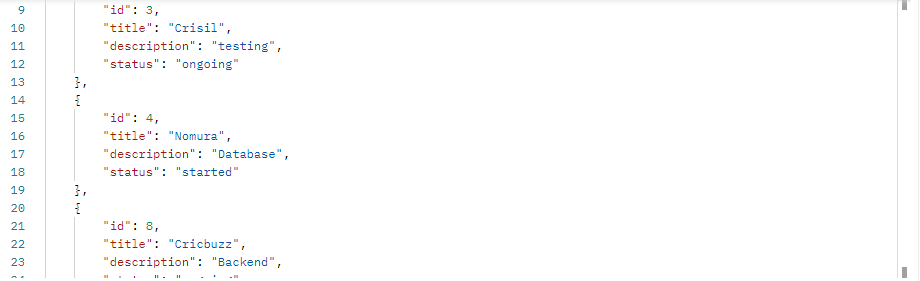 9 "id": 3,
10 "title": "Crisil",
11 "description": "testing",
12 "status": "ongoing"
13 },
14 {
15 "id": 4,
16 "title": "Nomura",
17 "description": "Database",
18 "status": "started"
19 },
20 {
21 "id": 8,
22 "title": "Cricbuzz",
23 "description": "Backend",